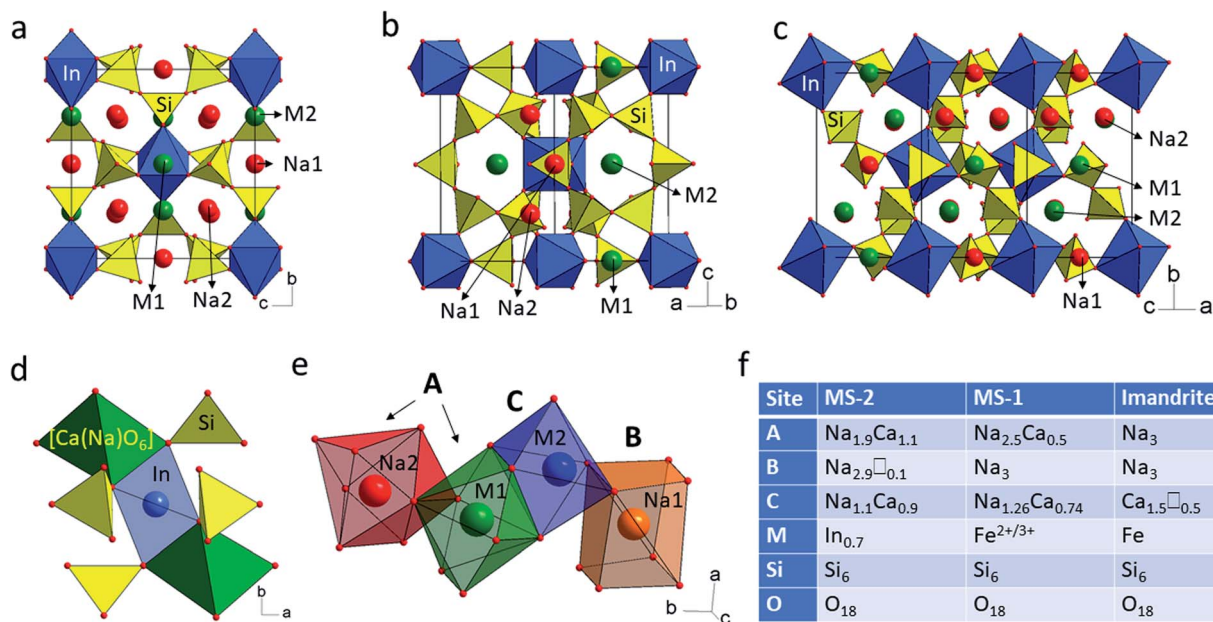 a
In
Si
M2
Na1
M1
Na2
c
b
b
In
Si
M2
Na1
Na2
M1
c
a
b
c
In
Si
Na2
M1
M2
Na1
b
c
a
d
[Ca(Na)O₆]
Si
In
b
a
e
A
C
B
Na2
M1
M2
Na1
a
b
c
f
Site MS-2 MS-1 Imandrite
A Na₁.₉Ca₁.₁ Na₂.₅Ca₀.₅ Na₃
B Na₂.₉□₀.₁ Na₃ Na₃
C Na₁.₁Ca₀.₉ Na₁.₂₆Ca₀.₇₄ Ca₁.₅□₀.₅
M In₀.₇ Fe²⁺/³⁺ Fe
Si Si₆ Si₆ Si₆
O O₁₈ O₁₈ O₁₈